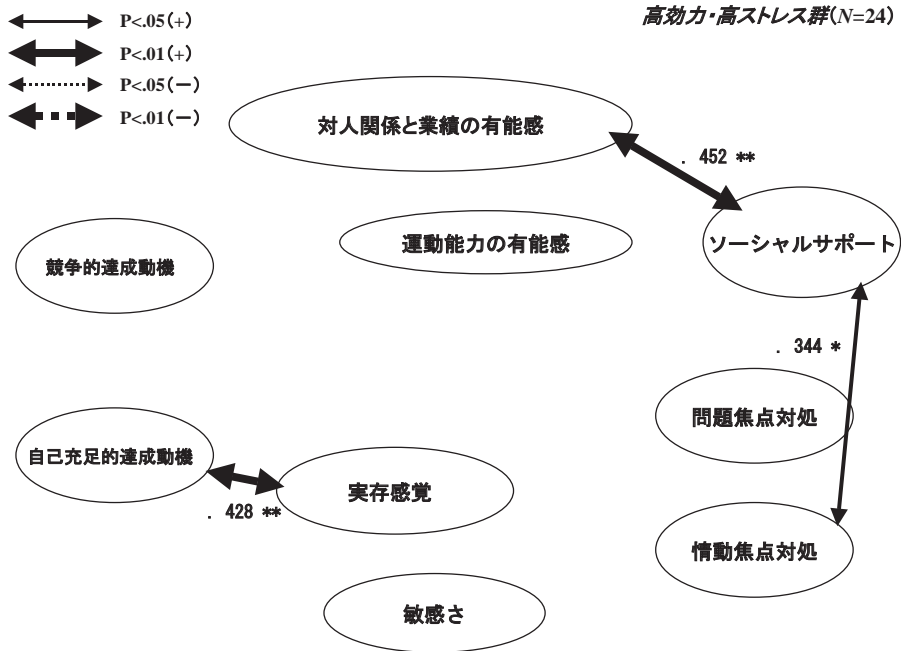 高効力・高ストレス群(N=24)
P<.05(+)
P<.01(+)
P<.05(－)
P<.01(－)
対人関係と業績の有能感
. 452 **
運動能力の有能感
ソーシャルサポート
競争的達成動機
. 344 *
問題焦点対処
自己充足的達成動機
実存感覚
. 428 **
情動焦点対処
敏感さ